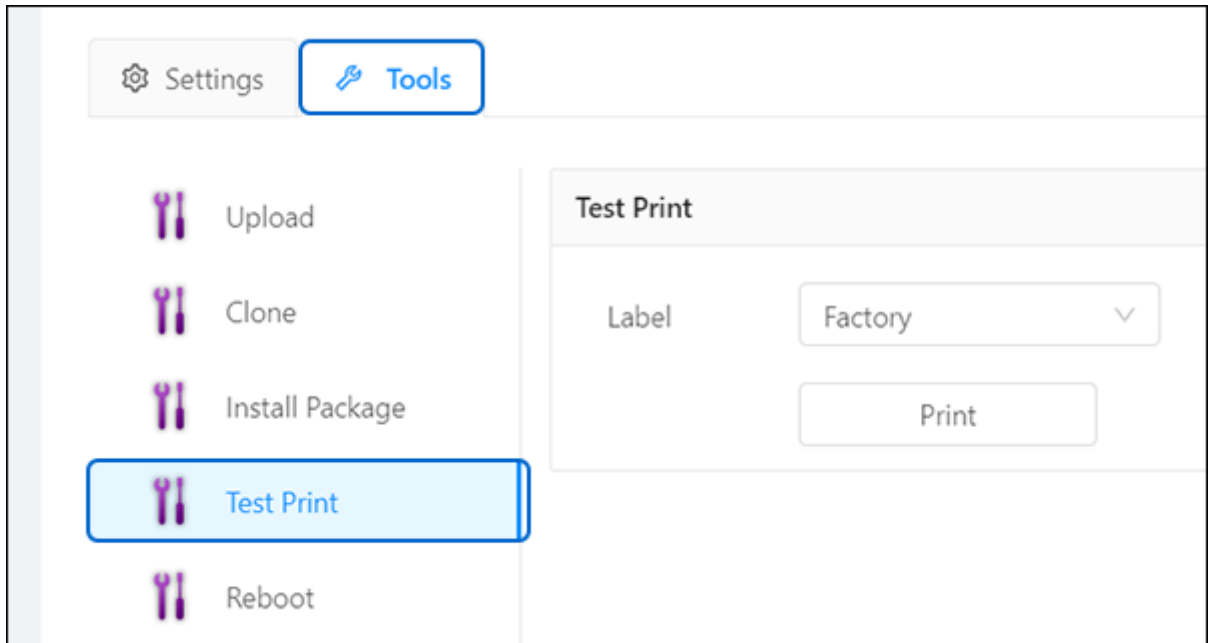 Settings
Tools
Upload
Clone
Install Package
Test Print
Reboot
Test Print
Label
Factory
Print